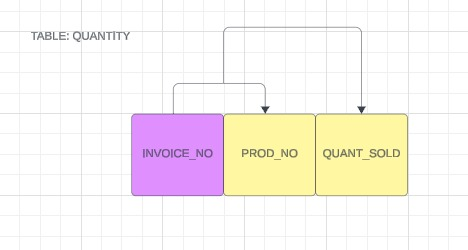 TABLE: QUANTITY
INVOICE_NO PROD_NO QUANT_SOLD